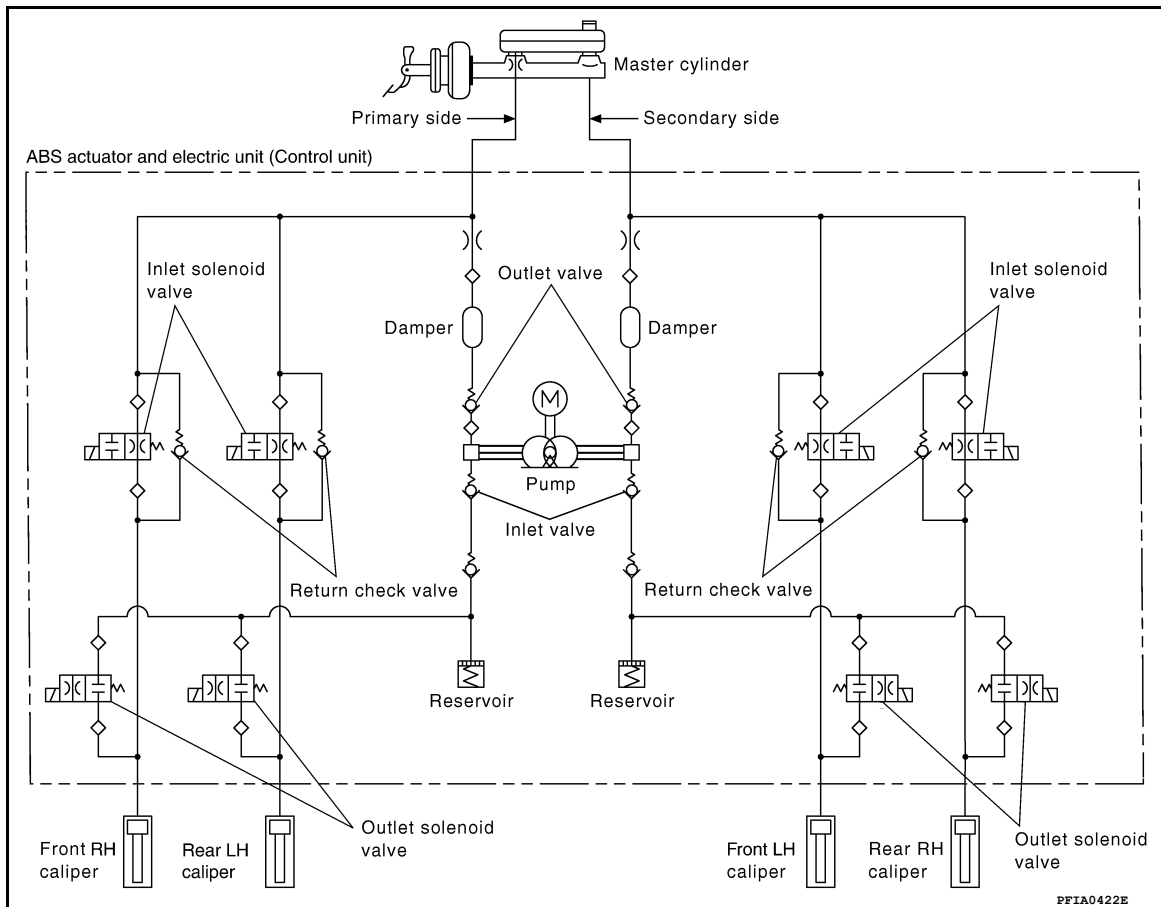 Master cylinder
Primary side
Secondary side
ABS actuator and electric unit (Control unit)
Inlet solenoid
valve
Outlet valve
Inlet solenoid
valve
Damper
Damper
M
Pump
Inlet valve
Return check valve
Return check valve
Reservoir
Reservoir
Front RH
caliper
Rear LH
caliper
Outlet solenoid
valve
Front LH
caliper
Rear RH
caliper
Outlet solenoid
valve
PFIA0422E